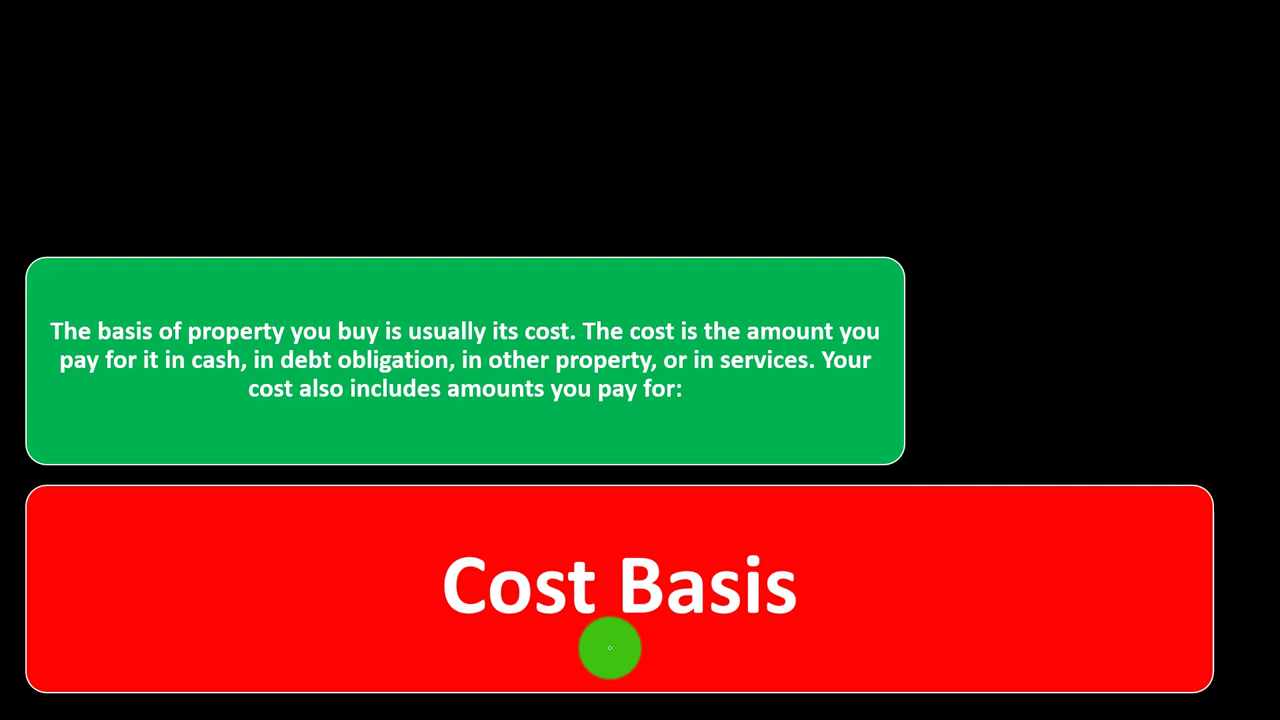 The basis of property you buy is usually its cost. The cost is the amount you
pay for it in cash, in debt obligation, in other property, or in services. Your
cost also includes amounts you pay for:
Cost Basis